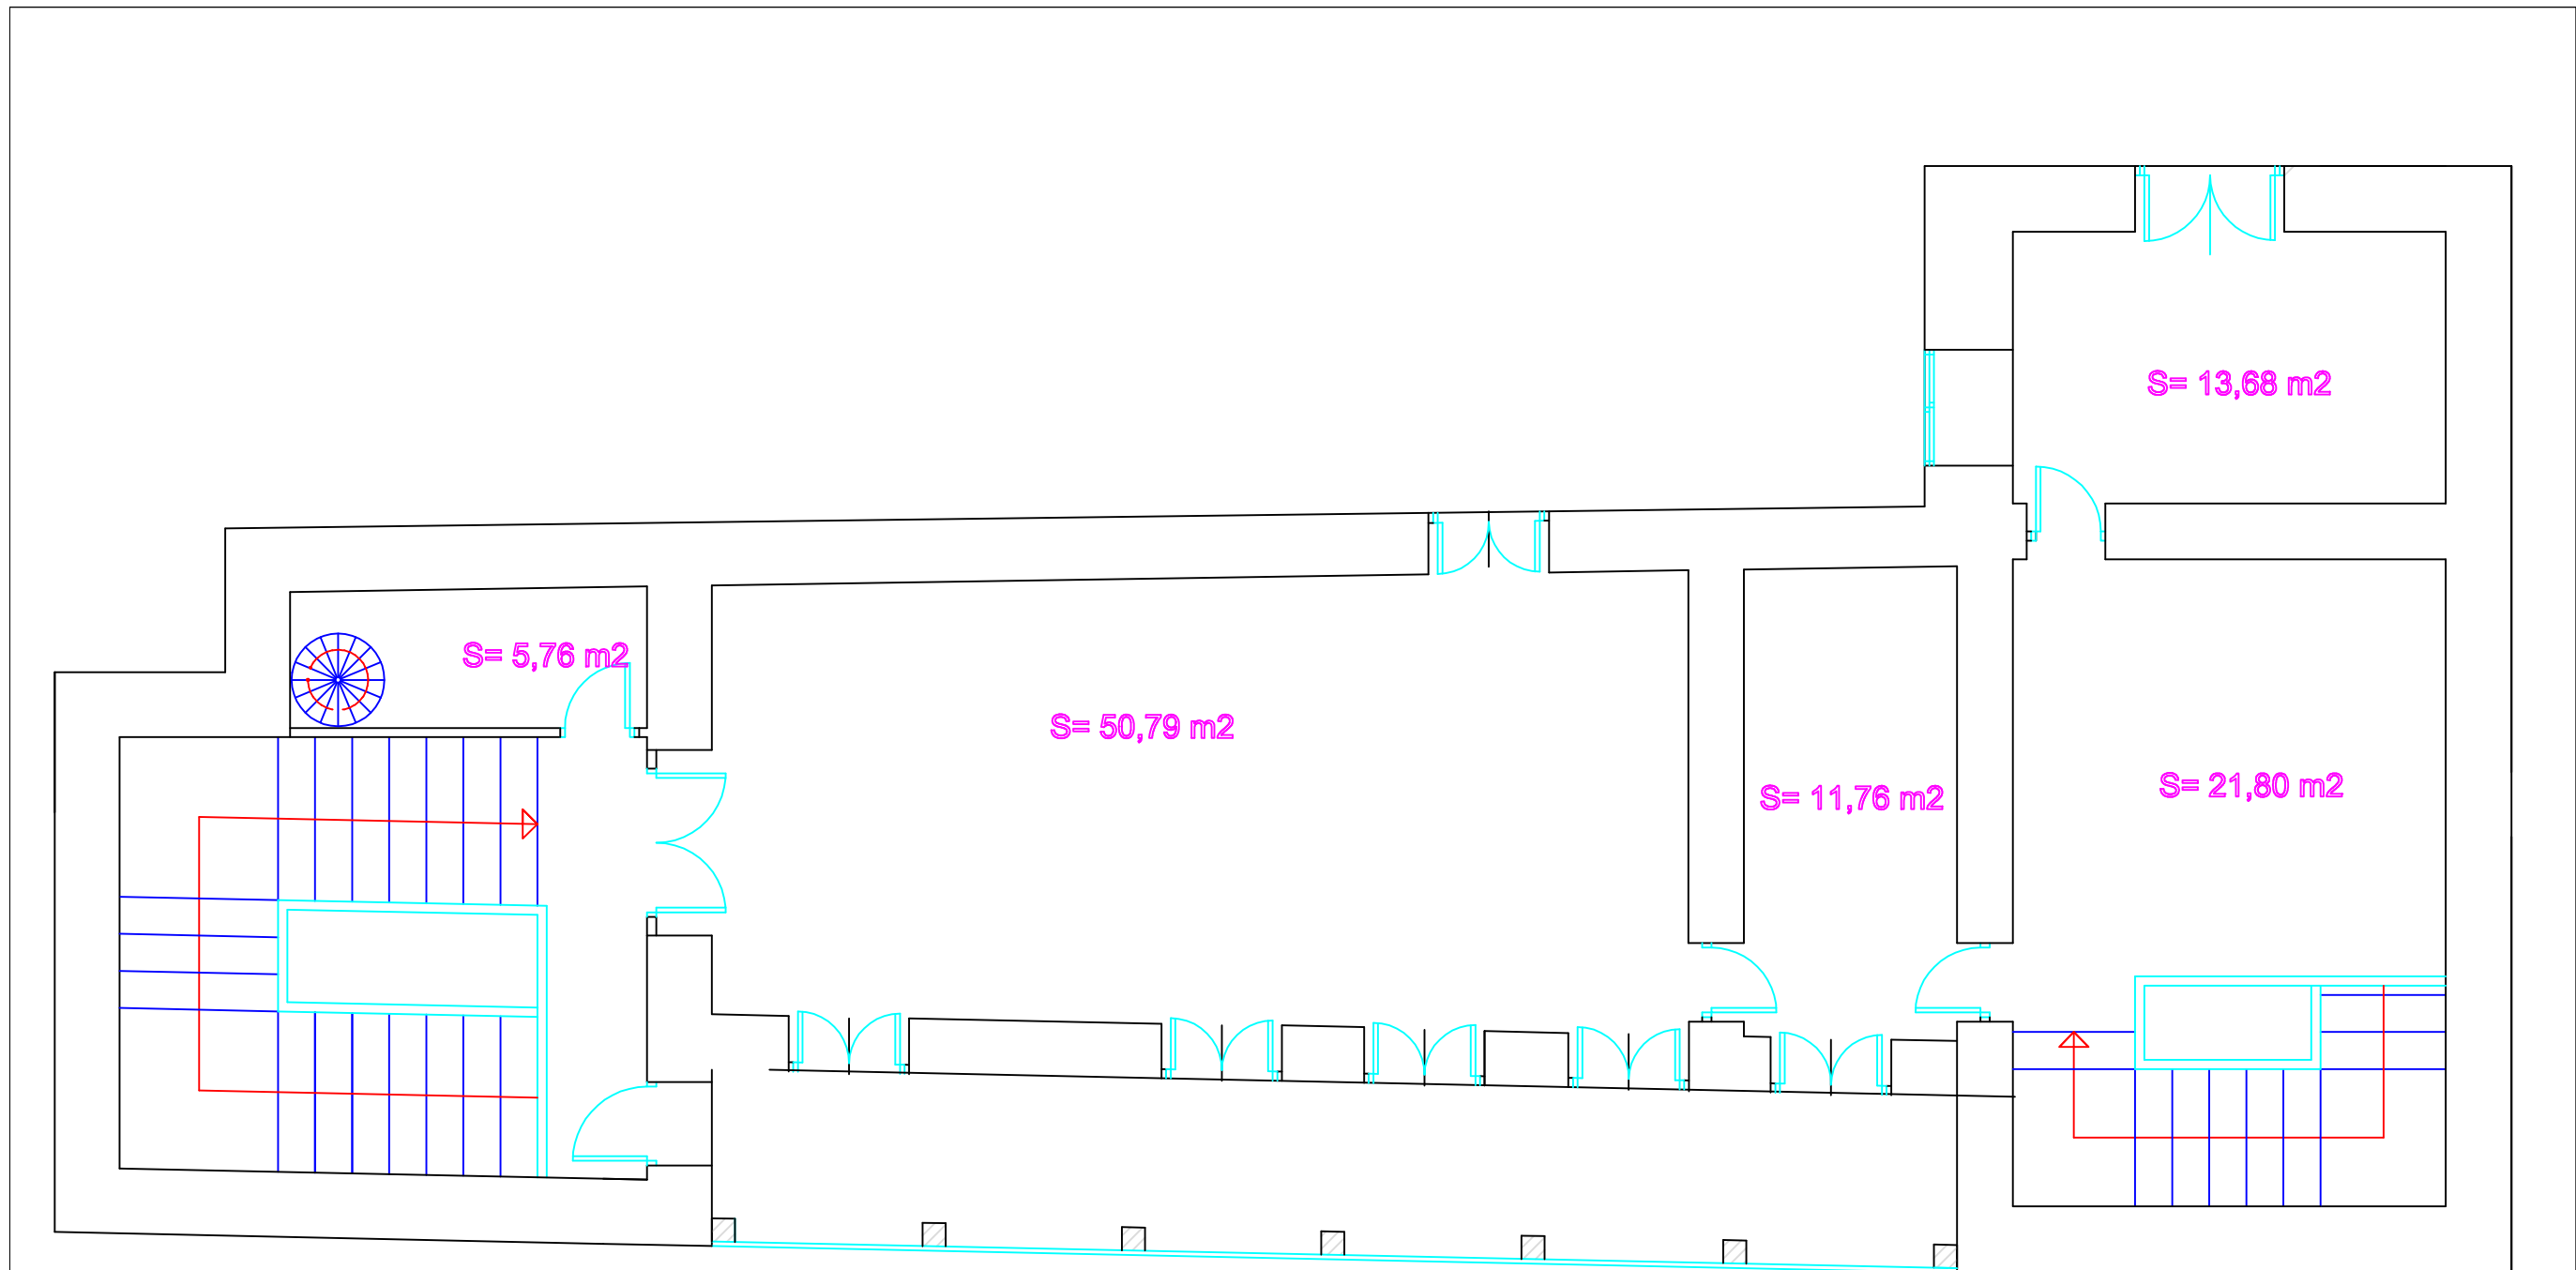 S= 13,68 m2
S= 5,76 m2
S= 50,79 m2
S= 11,76 m2
S= 21,80 m2